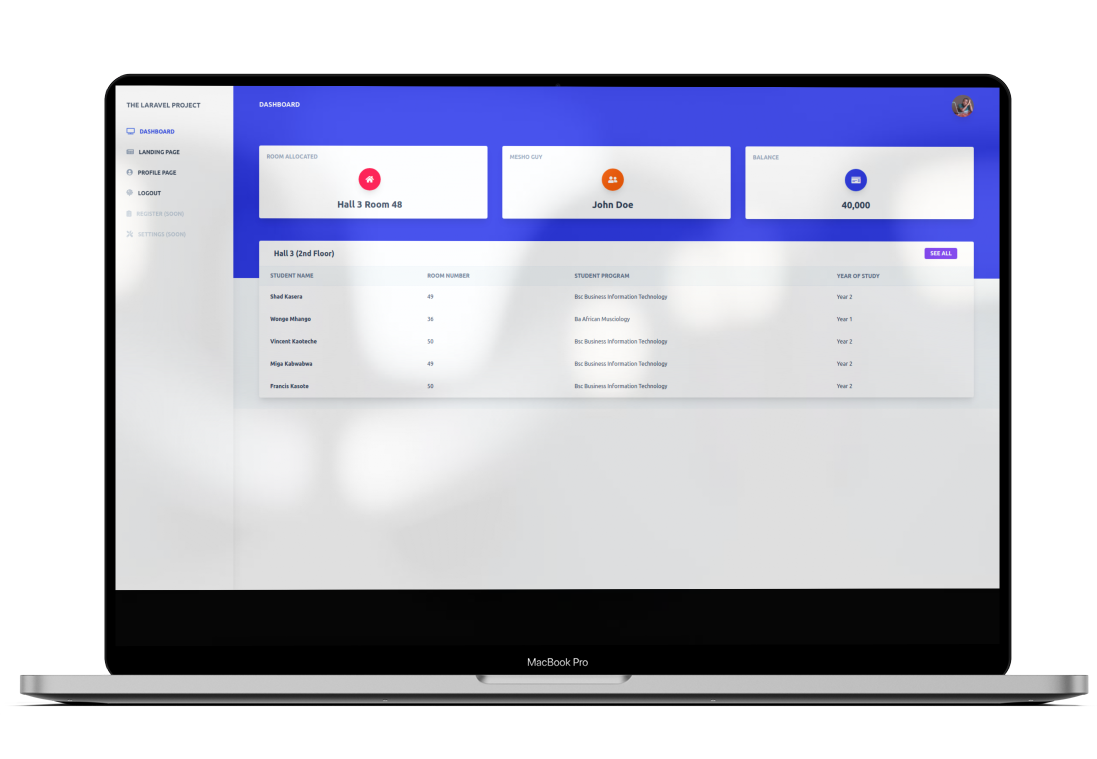 THE LARAVEL PROJECT
DASHBOARD
LANDING PAGE
PROFILE PAGE
LOGOUT
REGISTER (SOON)
SETTINGS (SOON)
DASHBOARD
ROOM ALLOCATED
Hall 3 Room 48
MESHO GUY
John Doe
BALANCE
40,000
Hall 3 (2nd Floor) SEE ALL
STUDENT NAME ROOM NUMBER STUDENT PROGRAM YEAR OF STUDY
Shad Kasera 49 Bsc Business Information Technology Year 2
Wonge Mhango 36 Ba African Musciology Year 1
Vincent Kaoteche 50 Bsc Business Information Technology Year 2
Miga Kabwabwa 49 Bsc Business Information Technology Year 2
Francis Kasote 50 Bsc Business Information Technology Year 2
MacBook Pro